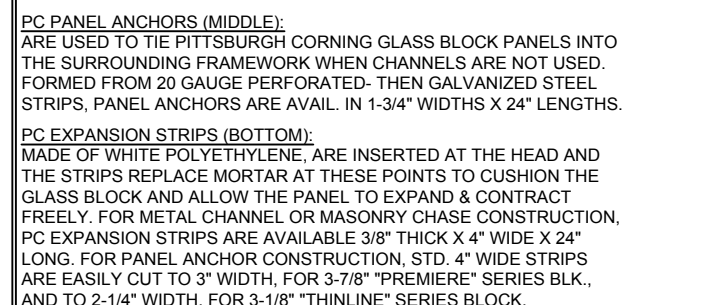 PC PANEL ANCHORS (MIDDLE):
ARE USED TO TIE PITTSBURGH CORNING GLASS BLOCK PANELS INTO
THE SURROUNDING FRAMEWORK WHEN CHANNELS ARE NOT USED.
FORMED FROM 20 GAUGE PERFORATED- THEN GALVANIZED STEEL
STRIPS, PANEL ANCHORS ARE AVAIL. IN 1-3/4" WIDTHS X 24" LENGTHS.
PC EXPANSION STRIPS (BOTTOM):
MADE OF WHITE POLYETHYLENE, ARE INSERTED AT THE HEAD AND
THE STRIPS REPLACE MORTAR AT THESE POINTS TO CUSHION THE
GLASS BLOCK AND ALLOW THE PANEL TO EXPAND & CONTRACT
FREELY. FOR METAL CHANNEL OR MASONRY CHASE CONSTRUCTION,
PC EXPANSION STRIPS ARE AVAILABLE 3/8" THICK X 4" WIDE X 24"
LONG. FOR PANEL ANCHOR CONSTRUCTION, STD. 4" WIDE STRIPS
ARE EASILY CUT TO 3" WIDTH, FOR 3-7/8" "PREMIERE" SERIES BLK.,
AND TO 2-1/4" WIDTH, FOR 3-1/8" "THINLINE" SERIES BLOCK.